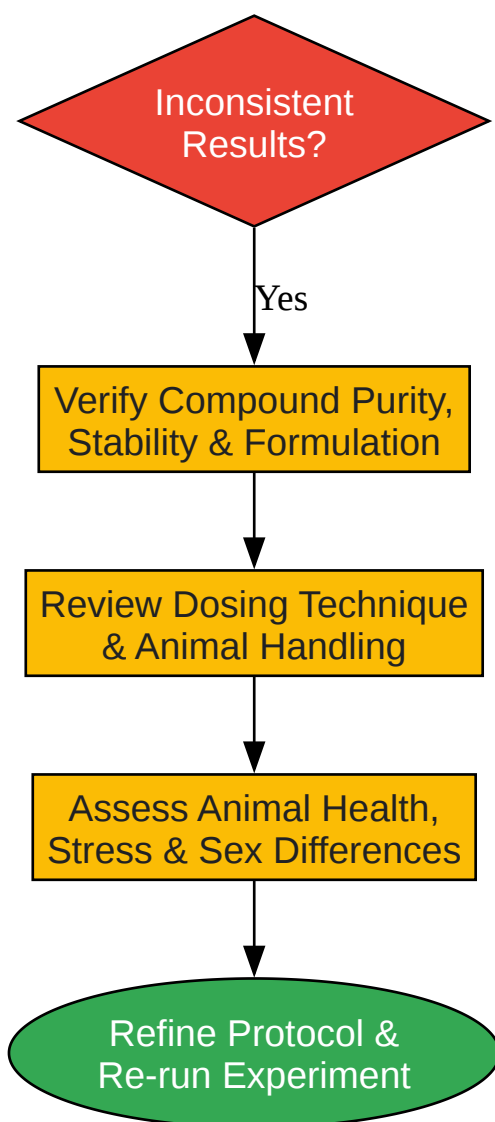 Inconsistent
Results?
Yes
Verify Compound Purity,
Stability & Formulation
Review Dosing Technique
& Animal Handling
Assess Animal Health,
Stress & Sex Differences
Refine Protocol &
Re-run Experiment